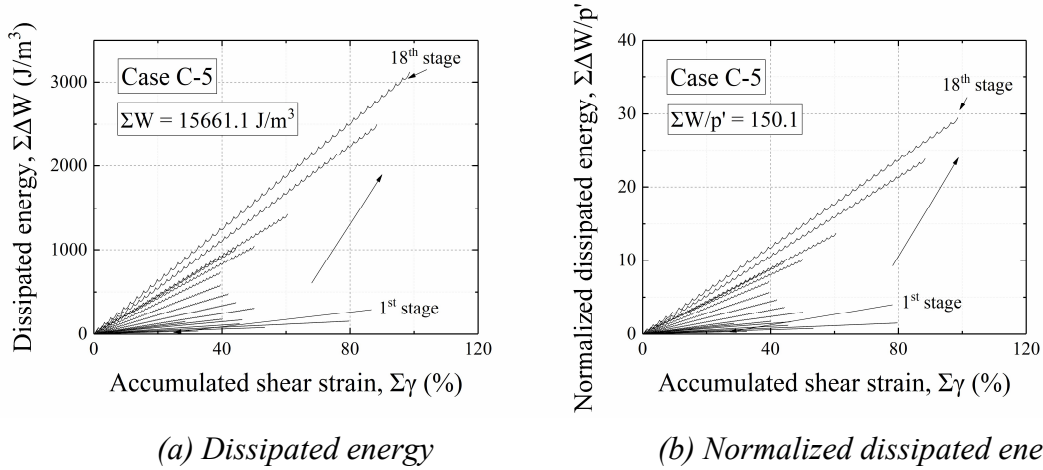 Dissipated energy, ΣΔW (J/m³)
3000
2000
1000
0
0
40
80
120
Case C-5
ΣW = 15661.1 J/m³
18th stage
1st stage
Accumulated shear strain, Σγ (%)
(a) Dissipated energy
Normalized dissipated energy, ΣΔW/p'
40
30
20
10
0
0
40
80
120
Case C-5
ΣW/p' = 150.1
18th stage
1st stage
Accumulated shear strain, Σγ (%)
(b) Normalized dissipated ene